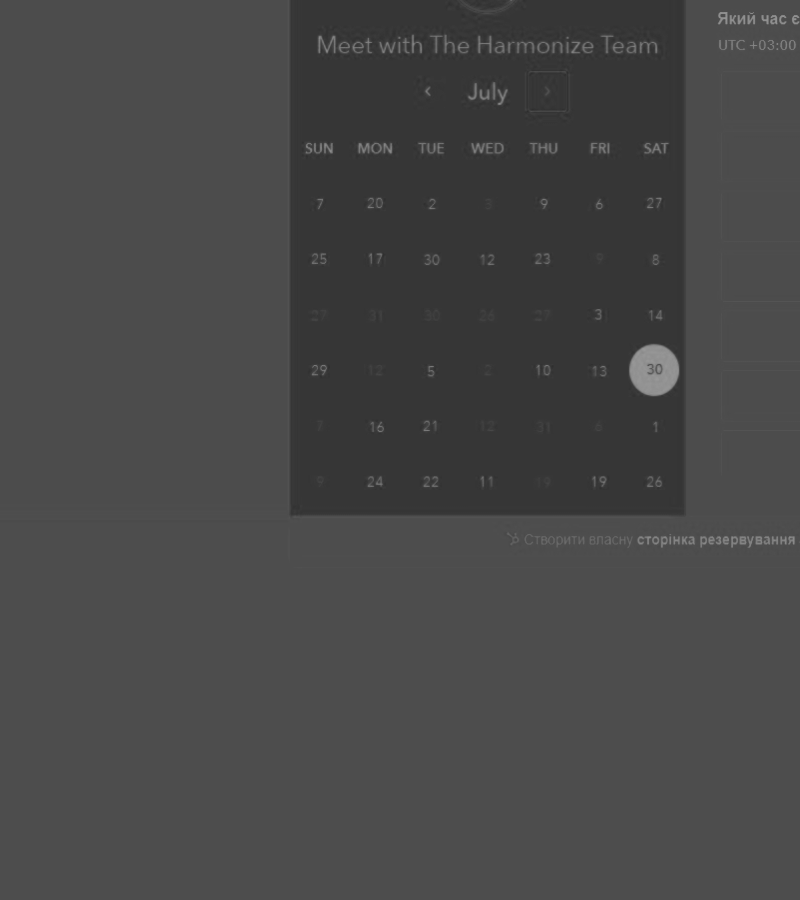 Meet with The Harmonize Team
July
SUN MON TUE WED THU FRI SAT
7 20 2 3 9 6 27
25 17 30 12 23 9 8
27 31 30 26 27 3 14
29 12 5 2 10 13 30
7 16 21 12 31 6 1
24 22 11 19 26
Який час є
UTC +03:00
Створити власну сторінка резервування